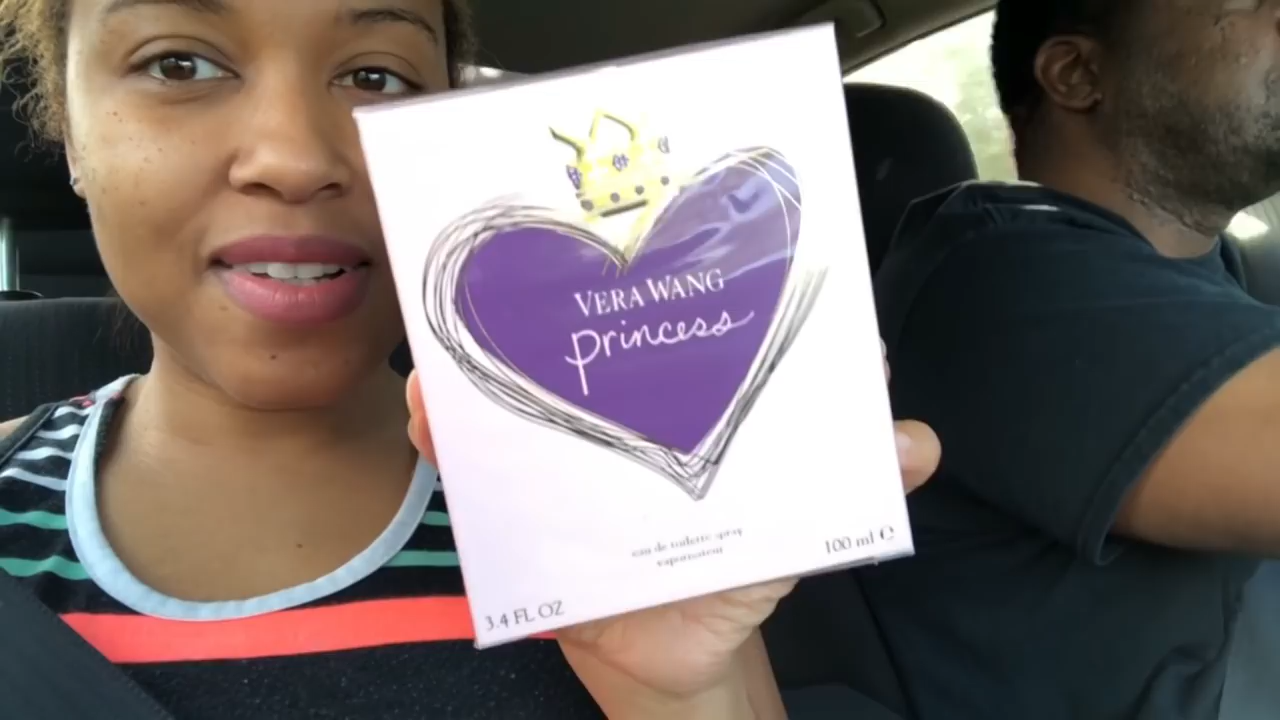 VERA WANG
princess
eau de toilette spray
vaporisateur
100 ml ℮
3.4 FL OZ